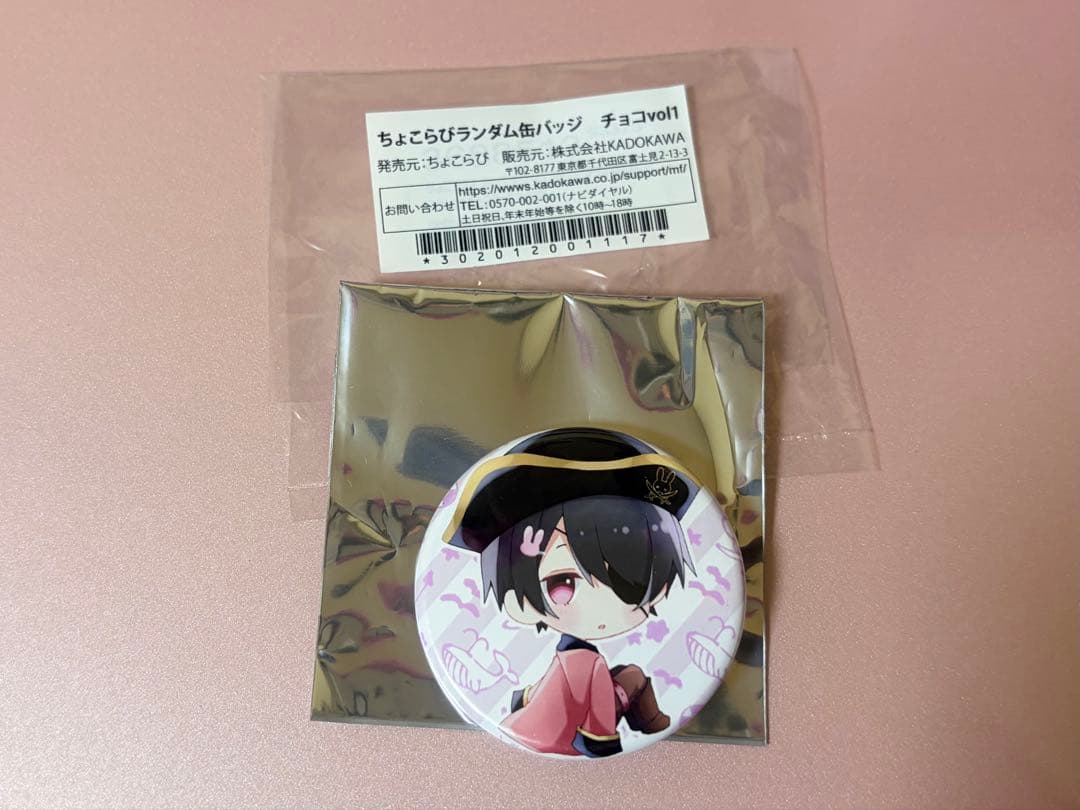 ちょこらびランダム缶バッジ　チョコvol1
発売元：ちょこらび　販売元：株式会社KADOKAWA
〒102-8177 東京都千代田区富士見2-13-3
お問い合わせ
https://wwws.kadokawa.co.jp/support/mf/
TEL：0570-002-001（ナビダイヤル）
土日祝日、年末年始等を除く10時～18時
*302012001117*